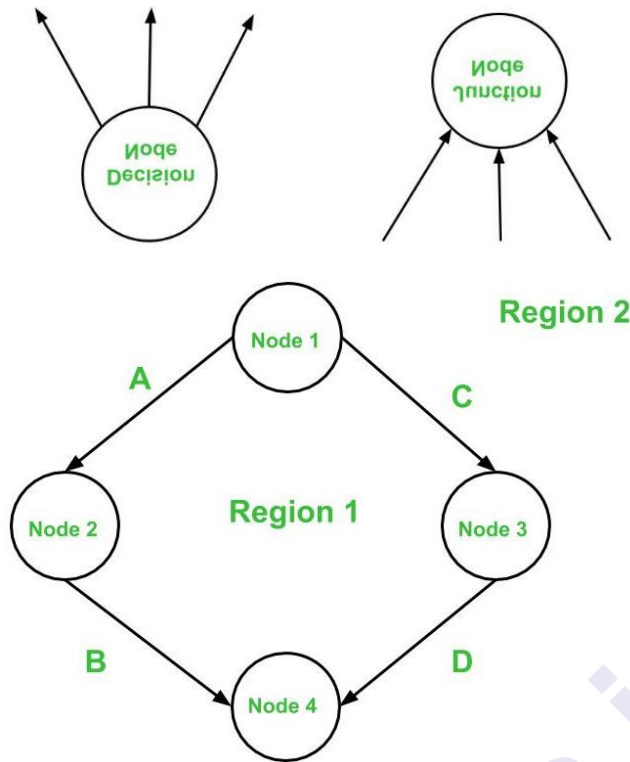 Decision
Node
Junction
Node
Region 2
Node 1
A
C
Node 2
Region 1
Node 3
B
D
Node 4